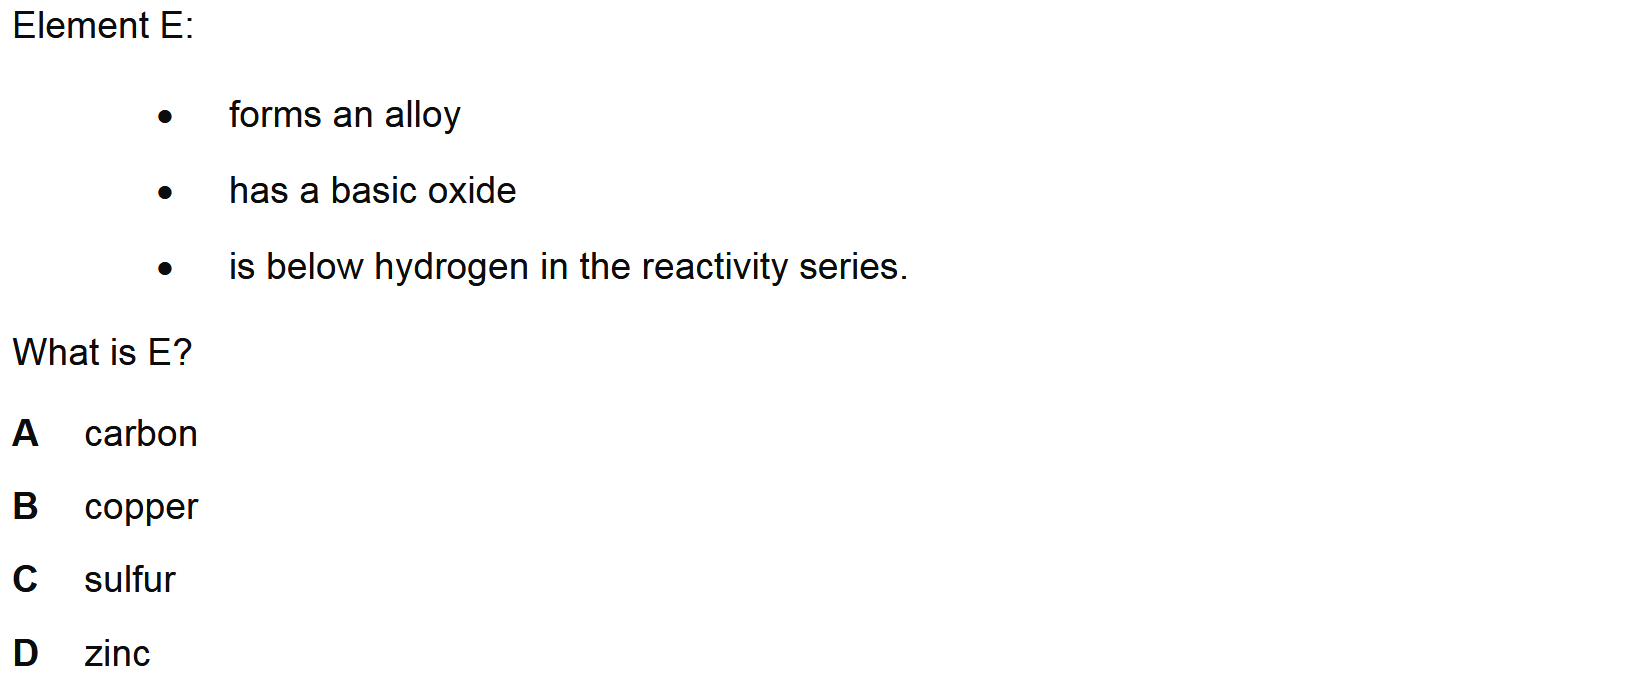 Element E:
• forms an alloy
• has a basic oxide
• is below hydrogen in the reactivity series.
What is E?
A carbon
B copper
C sulfur
D zinc